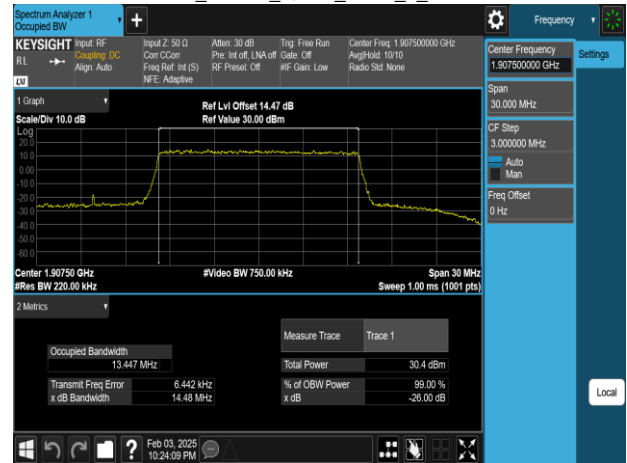 Spectrum Analyzer 1
Occupied BW
Frequency
KEYSIGHT
RL
LXI
Input: RF
Coupling: DC
Align: Auto
Input Z: 50 Ω
Corr CCorr
Freq Ref: Int (S)
NFE: Adaptive
Atten: 30 dB
Pre: Int off, LNA off
RF Presel: Off
Trig: Free Run
Gate: Off
#IF Gain: Low
Center Freq: 1.907500000 GHz
Avg|Hold: 10/10
Radio Std: None
Center Frequency
1.907500000 GHz
Settings
Span
30.000 MHz
CF Step
3.000000 MHz
Auto
Man
Freq Offset
0 Hz
1 Graph
Scale/Div 10.0 dB
Ref Lvl Offset 14.47 dB
Ref Value 30.00 dBm
Log
20.0
10.0
0.00
-10.0
-20.0
-30.0
-40.0
-50.0
-60.0
Center 1.90750 GHz
#Video BW 750.00 kHz
Span 30 MHz
#Res BW 220.00 kHz
Sweep 1.00 ms (1001 pts)
2 Metrics
Measure Trace
Trace 1
Occupied Bandwidth
13.447 MHz
Total Power
30.4 dBm
Transmit Freq Error
6.442 kHz
% of OBW Power
99.00 %
x dB Bandwidth
14.48 MHz
x dB
-26.00 dB
Local
?
Feb 03, 2025
10:24:09 PM